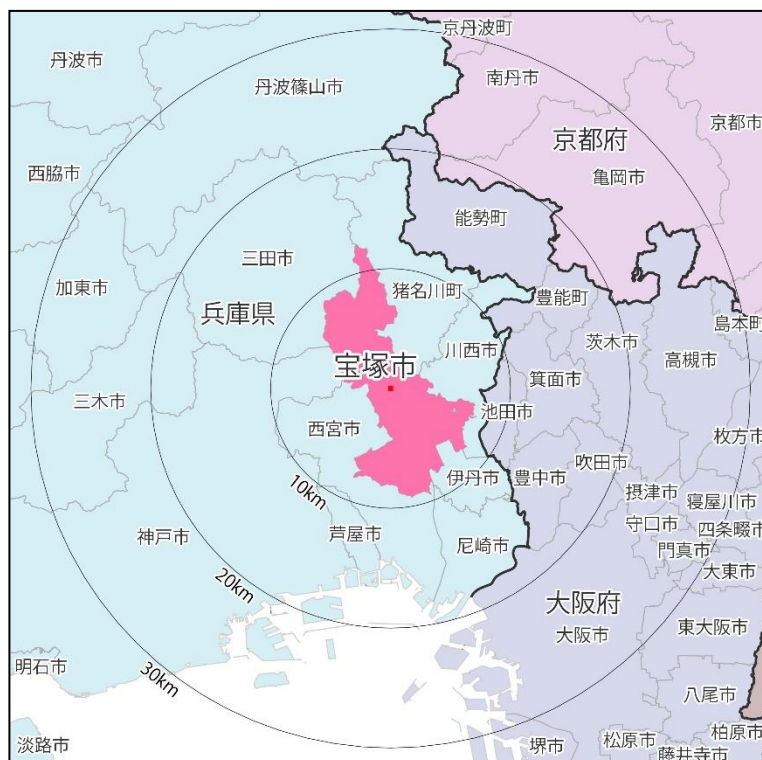 京丹波町
丹波市
南丹市
丹波篠山市
京都市
京都府
西脇市
亀岡市
能勢町
三田市
加東市
猪名川町
豊能町
兵庫県
島本町
茨木市
川西市
高槻市
宝塚市
箕面市
三木市
池田市
西宮市
枚方市
吹田市
伊丹市
豊中市
10km
摂津市
寝屋川市
守口市
四条畷市
神戸市
芦屋市
尼崎市
門真市
大東市
20km
大阪府
大阪市
東大阪市
明石市
30km
八尾市
柏原市
淡路市
堺市
松原市
藤井寺市